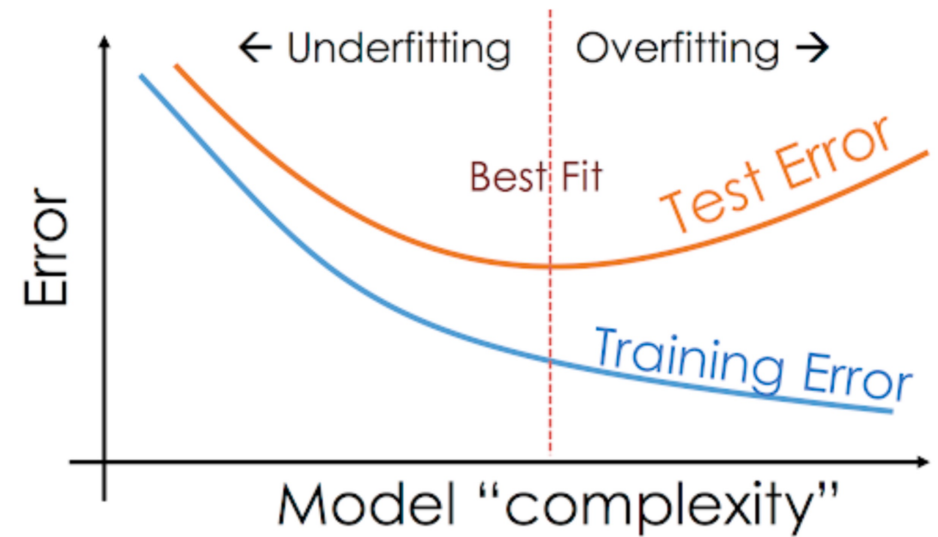 ← Underfitting
Overfitting →
Best Fit
Test Error
Error
Training Error
Model “complexity”